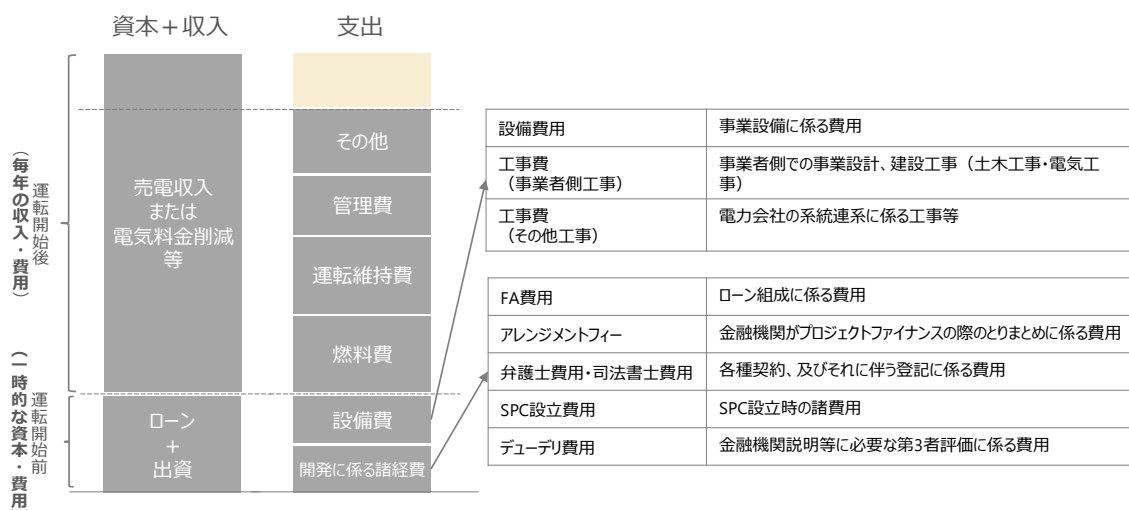 資本＋収入
支出
運転開始後
（毎年の収入・費用）
売電収入
または
電気料金削減
等
その他
管理費
運転維持費
燃料費
運転開始前
（一時的な資本・費用
ローン
+
出資
設備費
開発に係る諸経費
設備費用
事業設備に係る費用
工事費
（事業者側工事）
事業者側での事業設計、建設工事（土木工事・電気工
事）
工事費
（その他工事）
電力会社の系統連系に係る工事等
FA費用
ローン組成に係る費用
アレンジメントフィー
金融機関がプロジェクトファイナンスの際のとりまとめに係る費用
弁護士費用・司法書士費用
各種契約、及びそれに伴う登記に係る費用
SPC設立費用
SPC設立時の諸費用
デューデリ費用
金融機関説明等に必要な第3者評価に係る費用